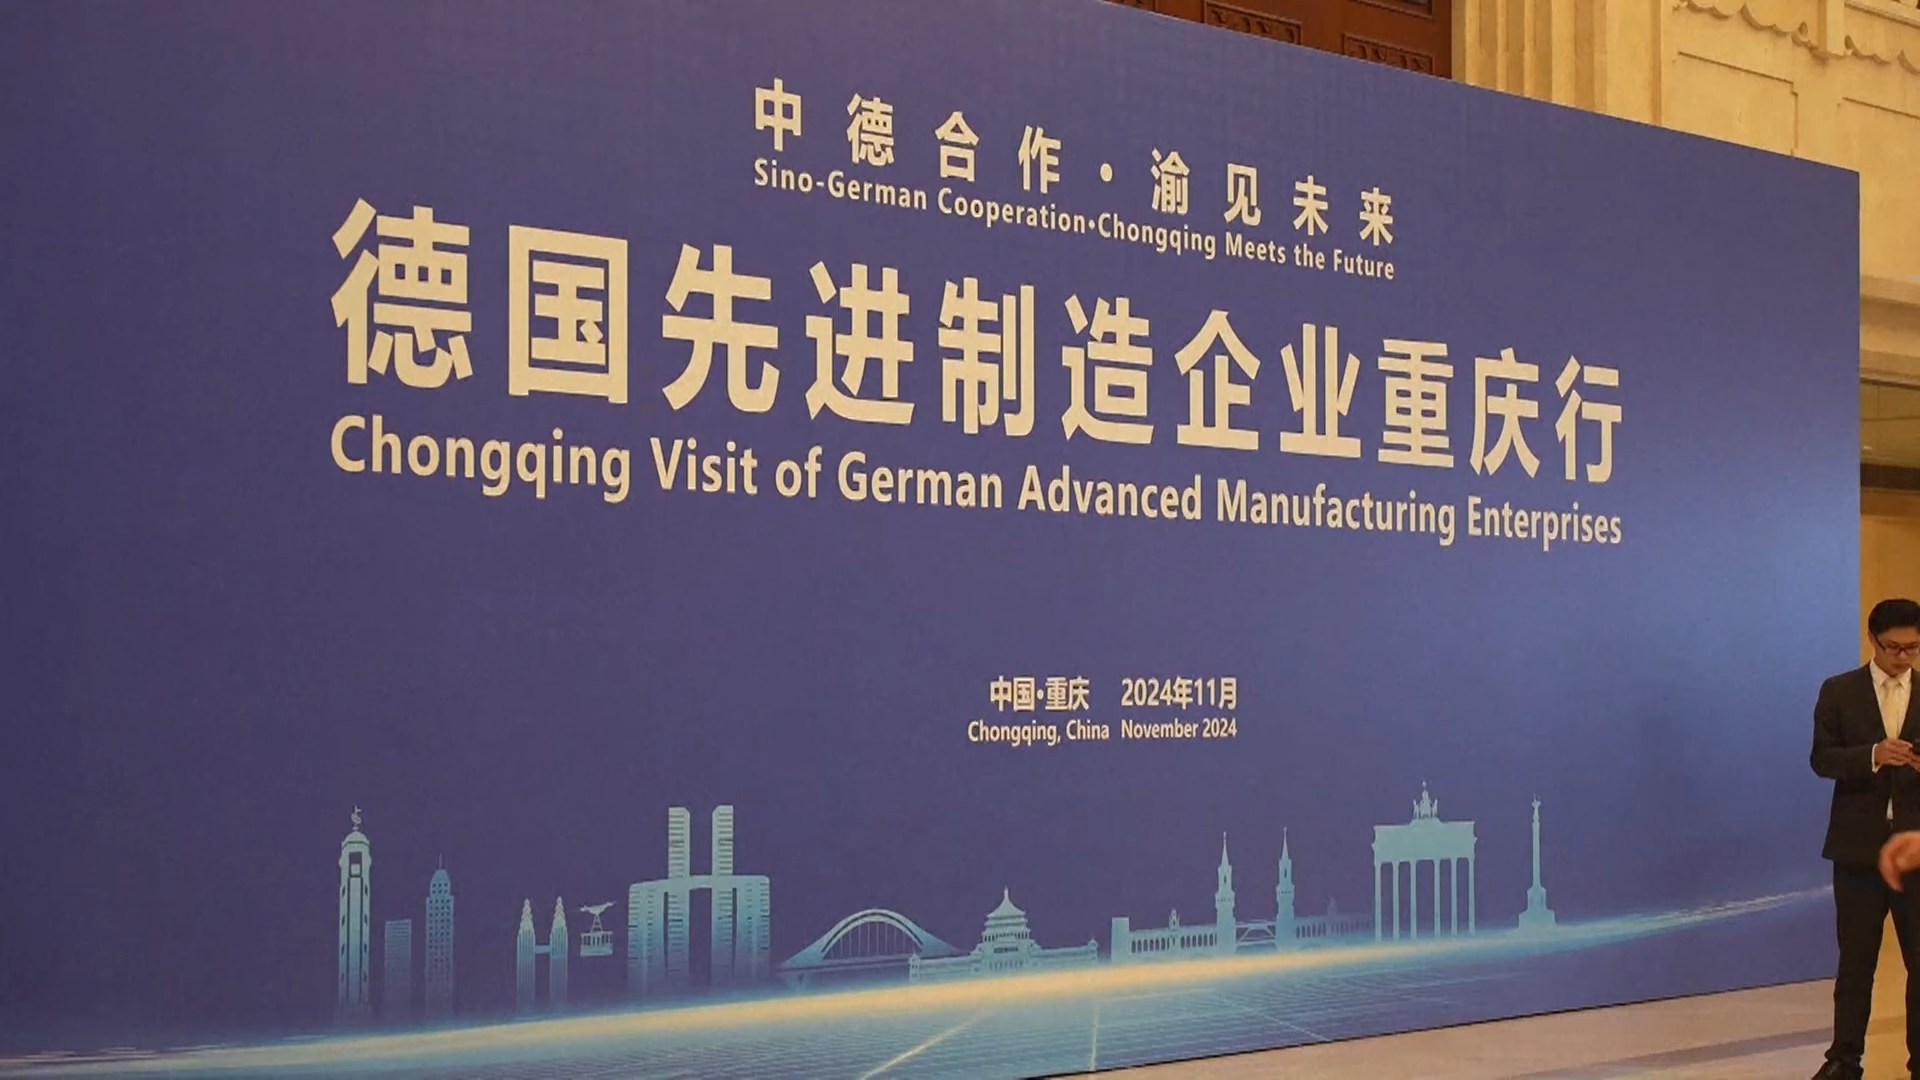 中德合作·渝见未来
Sino-German Cooperation·Chongqing Meets the Future
德国先进制造企业重庆行
Chongqing Visit of German Advanced Manufacturing Enterprises
中国·重庆 2024年11月
Chongqing, China November 2024